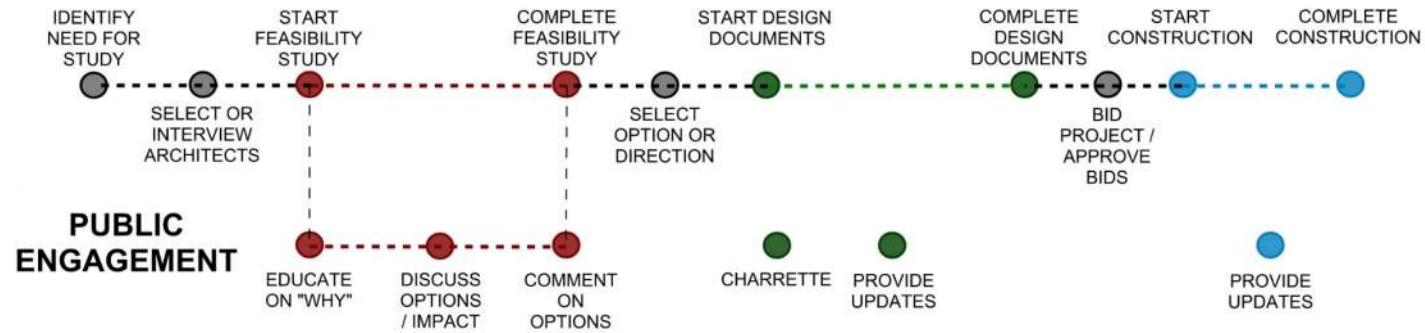 IDENTIFY
NEED FOR
STUDY
START
FEASIBILITY
STUDY
COMPLETE
FEASIBILITY
STUDY
START DESIGN
DOCUMENTS
COMPLETE
DESIGN
DOCUMENTS
START
CONSTRUCTION
COMPLETE
CONSTRUCTION
SELECT OR
INTERVIEW
ARCHITECTS
SELECT
OPTION OR
DIRECTION
BID
PROJECT /
APPROVE
BIDS
PUBLIC
ENGAGEMENT
EDUCATE
ON "WHY"
DISCUSS
OPTIONS
/ IMPACT
COMMENT
ON
OPTIONS
CHARRETTE
PROVIDE
UPDATES
PROVIDE
UPDATES